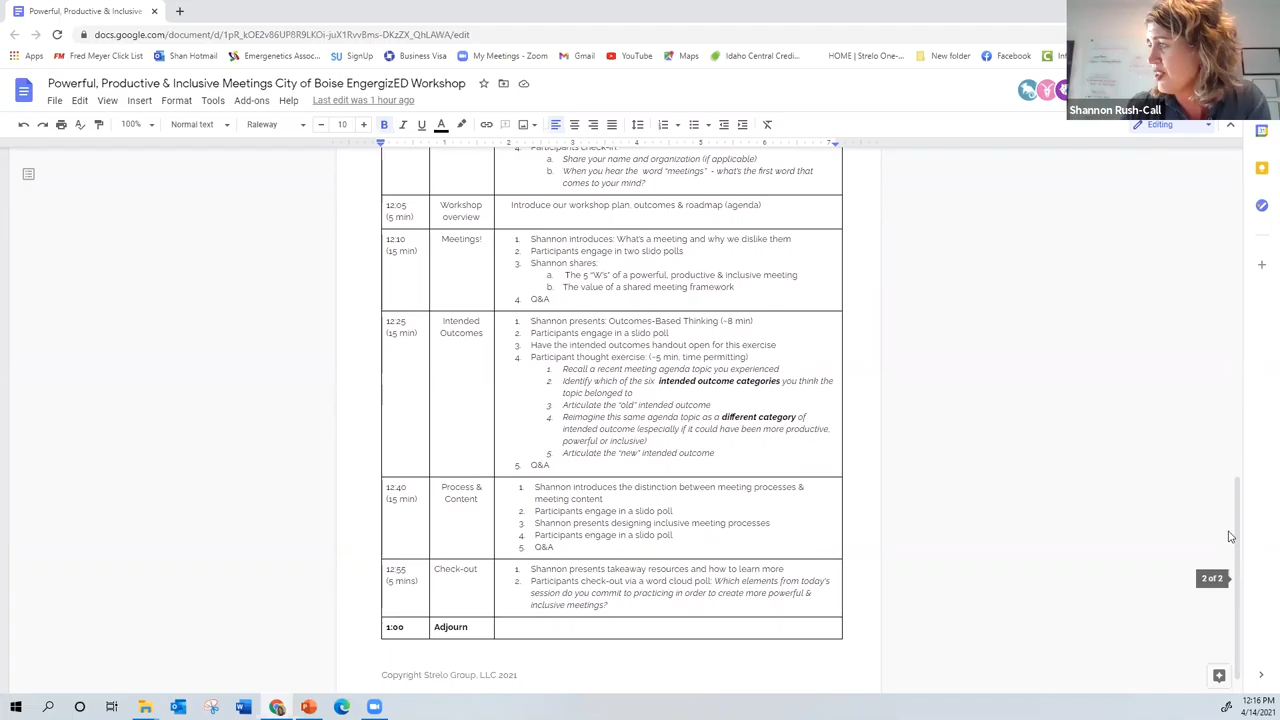 Powerful, Productive & Inclusive
docs.google.com/document/d/1pR_kOE2v86UP8R9LKOi-juX1Rvv8ms-DKzZX_QhLAWA/edit
Apps Fred Meyer Click List Shan Hotmail Emergenetics Assoc... SignUp Business Visa My Meetings - Zoom Gmail YouTube Maps Idaho Central Credi... HOME | Strelo One-... New folder Facebook
Shannon Rush-Call
Powerful, Productive & Inclusive Meetings City of Boise EngergizED Workshop
File Edit View Insert Format Tools Add-ons Help Last edit was 1 hour ago
100% Normal text Raleway 10 Editing
1 2 3 4 5 6 7
4. Participants check-in:
a. Share your name and organization (if applicable)
b. When you hear the, word "meetings" - what's the first word that
comes to your mind?
12:05 Workshop Introduce our workshop plan, outcomes & roadmap (agenda)
(5 min) overview
12:10 Meetings! 1. Shannon introduces: What's a meeting and why we dislike them
(15 min) 2. Participants engage in two slido polls
3. Shannon shares:
a. The 5 "W's" of a powerful, productive & inclusive meeting
b. The value of a shared meeting framework
4. Q&A
12:25 Intended 1. Shannon presents: Outcomes-Based Thinking (~8 min)
(15 min) Outcomes 2. Participants engage in a slido poll
3. Have the intended outcomes handout open for this exercise
4. Participant thought exercise: (~5 min, time permitting)
1. Recall a recent meeting agenda topic you experienced
2. Identify which of the six intended outcome categories you think the
topic belonged to
3. Articulate the "old" intended outcome
4. Reimagine this same agenda topic as a different category of
intended outcome (especially if it could have been more productive,
powerful or inclusive)
5. Articulate the "new" intended outcome
5. Q&A
12:40 Process & 1. Shannon introduces the distinction between meeting processes &
(15 min) Content meeting content
2. Participants engage in a slido poll
3. Shannon presents designing inclusive meeting processes
4. Participants engage in a slido poll
5. Q&A
12:55 Check-out 1. Shannon presents takeaway resources and how to learn more
(5 mins) 2. Participants check-out via a word cloud poll: Which elements from today's
session do you commit to practicing in order to create more powerful &
inclusive meetings?
2 of 2
1:00 Adjourn
Copyright Strelo Group, LLC 2021
12:16 PM
4/14/2021